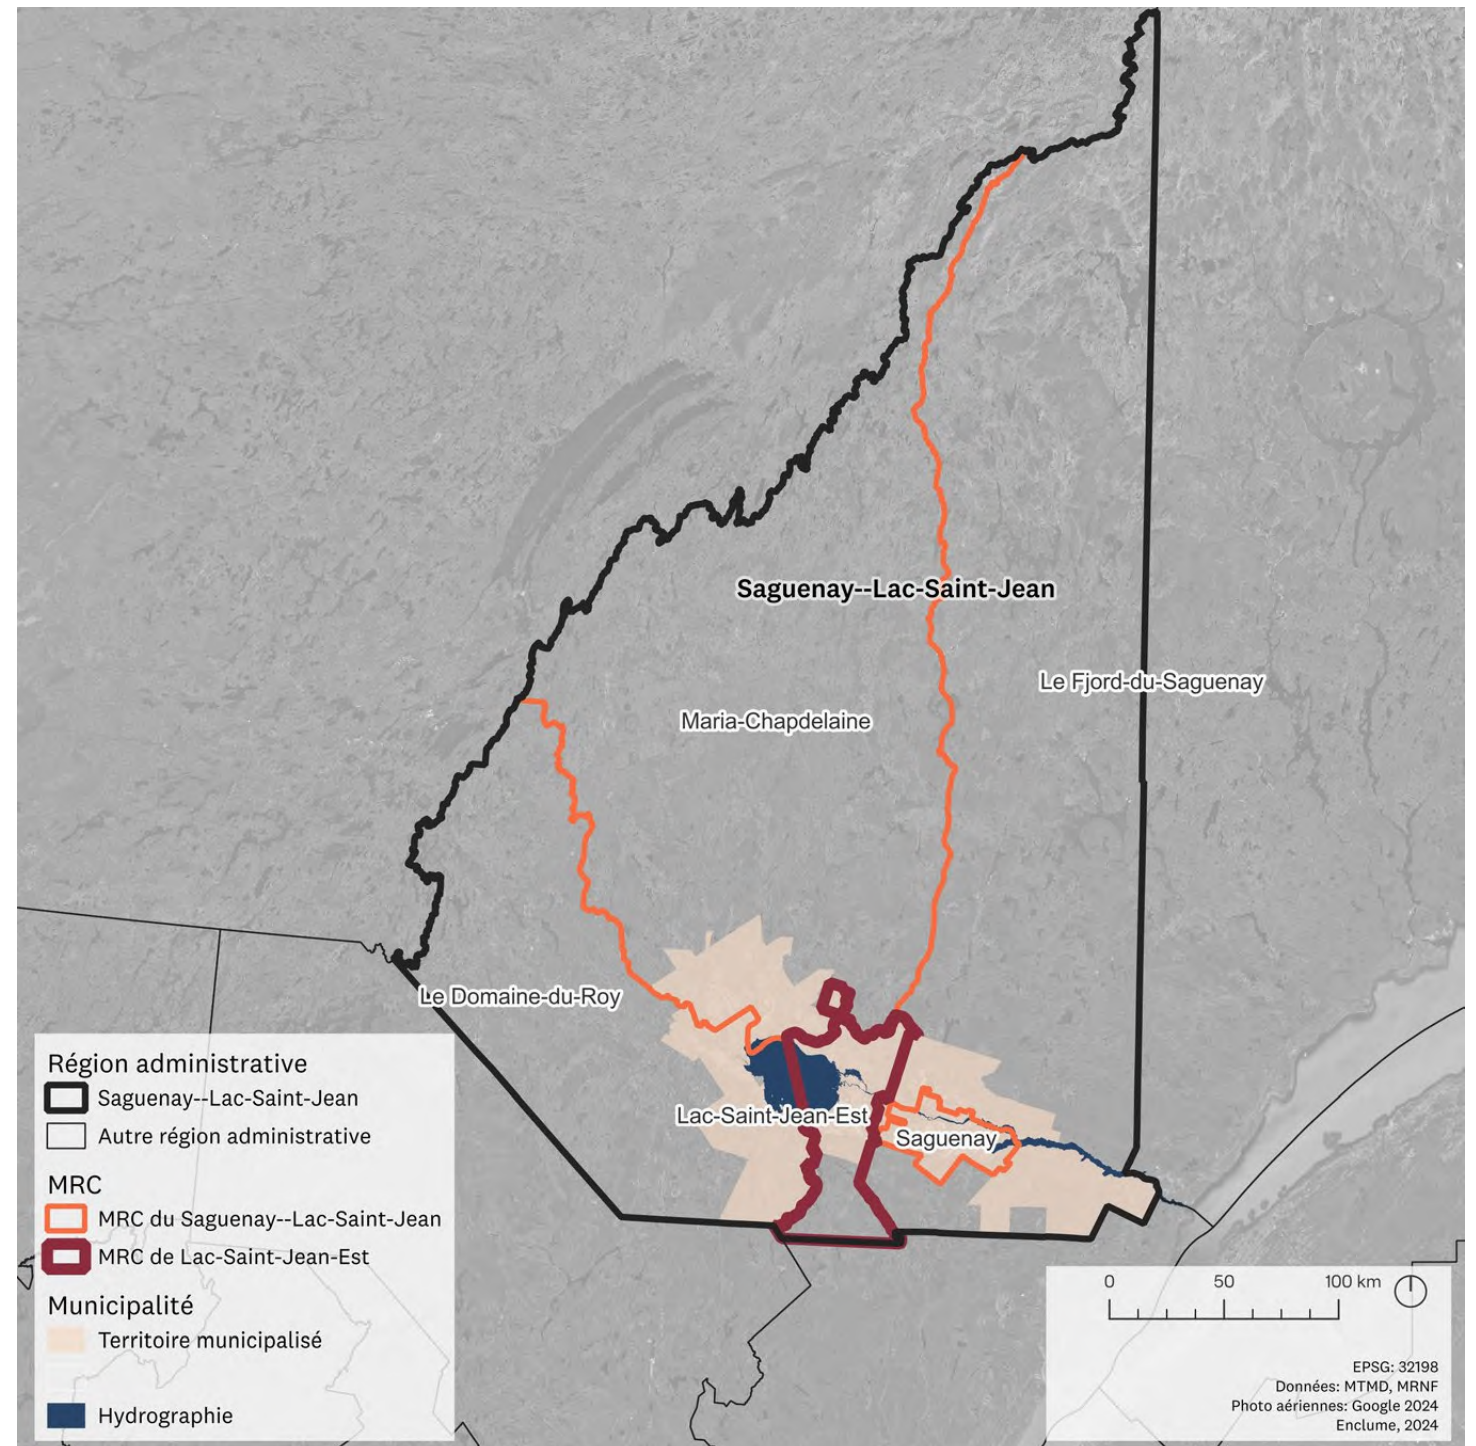 Saguenay--Lac-Saint-Jean
Le Fjord-du-Saguenay
Maria-Chapdelaine
Le Domaine-du-Roy
Lac-Saint-Jean-Est
Saguenay
Région administrative
Saguenay--Lac-Saint-Jean
Autre région administrative
MRC
MRC du Saguenay--Lac-Saint-Jean
MRC de Lac-Saint-Jean-Est
Municipalité
Territoire municipalisé
Hydrographie
0 50 100 km
EPSG: 32198
Données: MTMD, MRNF
Photo aériennes: Google 2024
Enclume, 2024